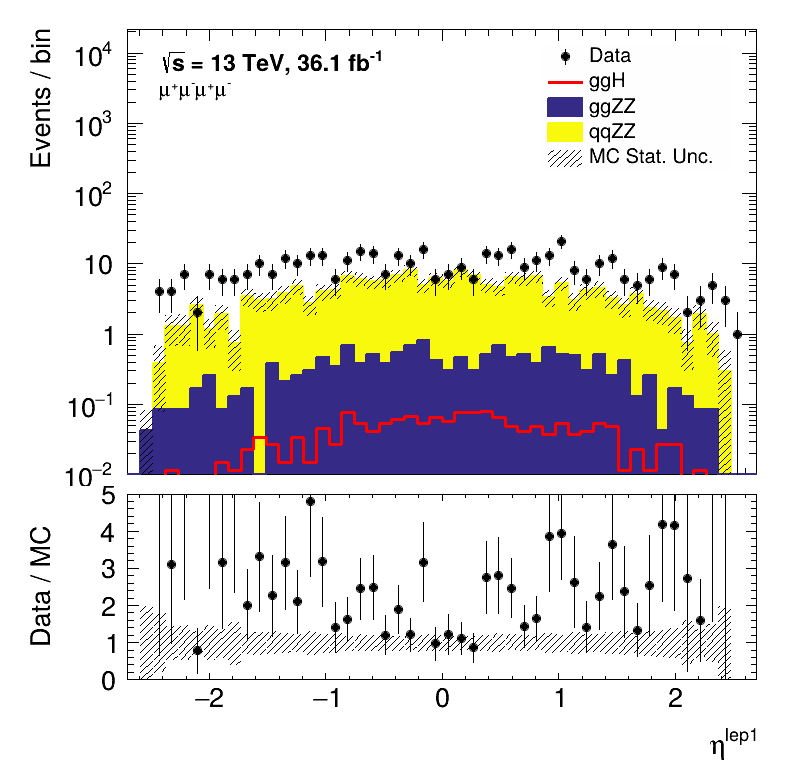 Events / bin
10⁴
10³
10²
10
1
10⁻¹
10⁻²
√s = 13 TeV, 36.1 fb⁻¹
μ⁺μ⁻μ⁺μ⁻
Data
ggH
ggZZ
qqZZ
MC Stat. Unc.
Data / MC
5
4
3
2
1
0
−2 −1 0 1 2
η^lep1